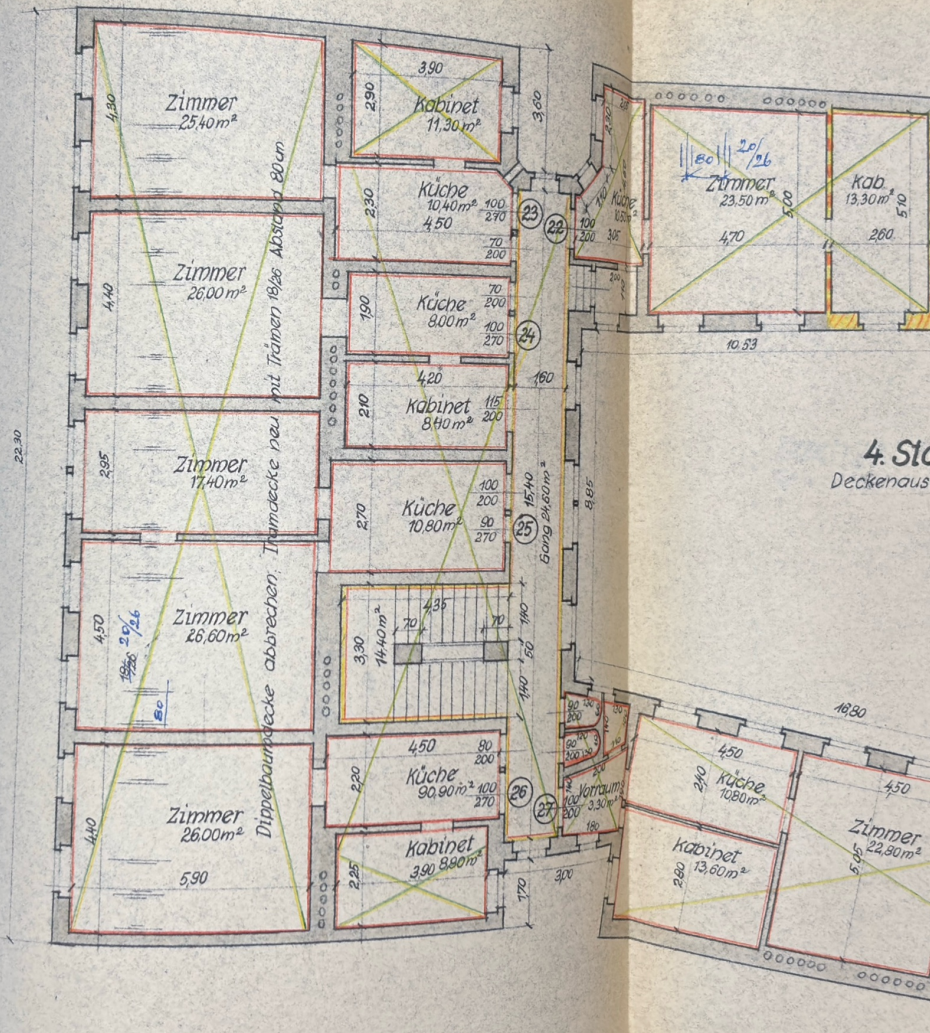 Zimmer
25,40 m²
4,30
Kabinet
11,30 m²
3,90
2,90
3,60
Küche
10,40 m²
4,50
2,30
100
270
70
200
23
22
Küche
100
200
3,05
Zimmer
23,50 m²
80
20/26
4,70
5,00
Kab.
13,30 m²
2,60
5,10
10,53
Zimmer
26,00 m²
4,40
Küche
8,00 m²
1,90
70
200
100
270
24
Kabinet
8,40 m²
4,20
2,10
115
200
1,60
22,30
Zimmer
17,40 m²
2,95
Küche
10,80 m²
2,70
100
200
90
270
25
15,40
Gang 24,60 m²
8,85
4. Sto
Deckenaus
Dippelbaumdecke abbrechen, Tramdecke neu mit Trämen 18/26 Abstand 80 cm
Zimmer
26,60 m²
4,50
18/26
20/26
80
4,35
3,30
14,40 m²
70
70
1,40
50
1,40
Zimmer
26,00 m²
4,40
5,90
Küche
90,90 m²
4,50
2,20
80
200
100
270
26
27
Kabinet
3,90
8,80 m²
2,25
1,70
3,00
90
200
90
200
Vorraum
3,30 m²
100
200
180
16,80
Küche
10,80 m²
4,50
2,40
Kabinet
13,60 m²
2,80
Zimmer
22,80 m²
4,50
5,05